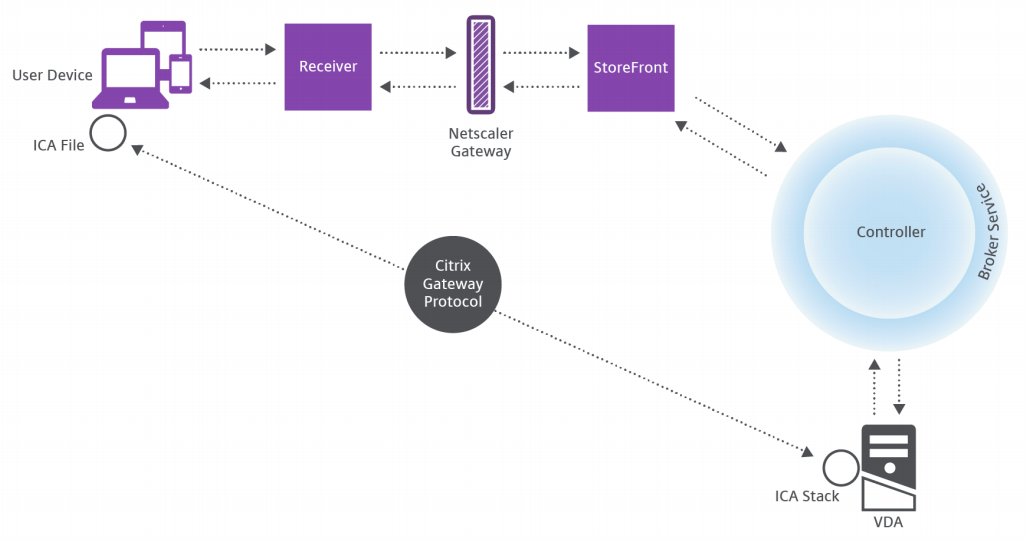 User Device
Receiver
StoreFront
Netscaler
Gateway
ICA File
Controller
Broker Service
Citrix
Gateway
Protocol
ICA Stack
VDA